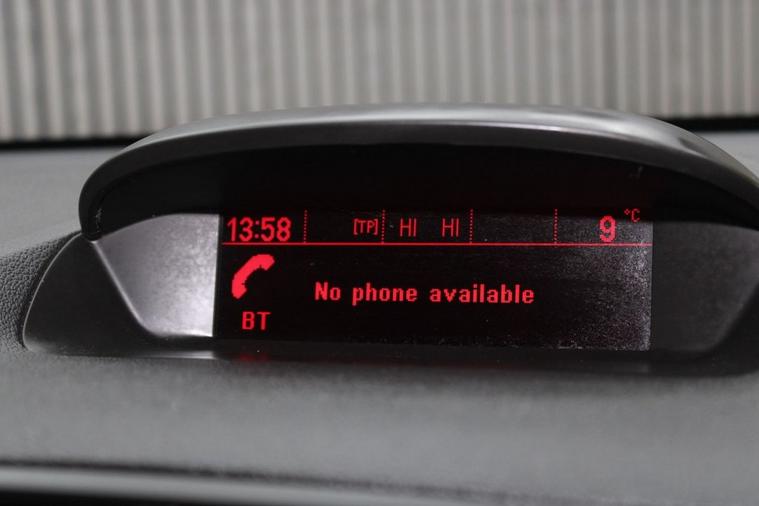 13:58 [TP] HI HI 9 °C
No phone available
BT